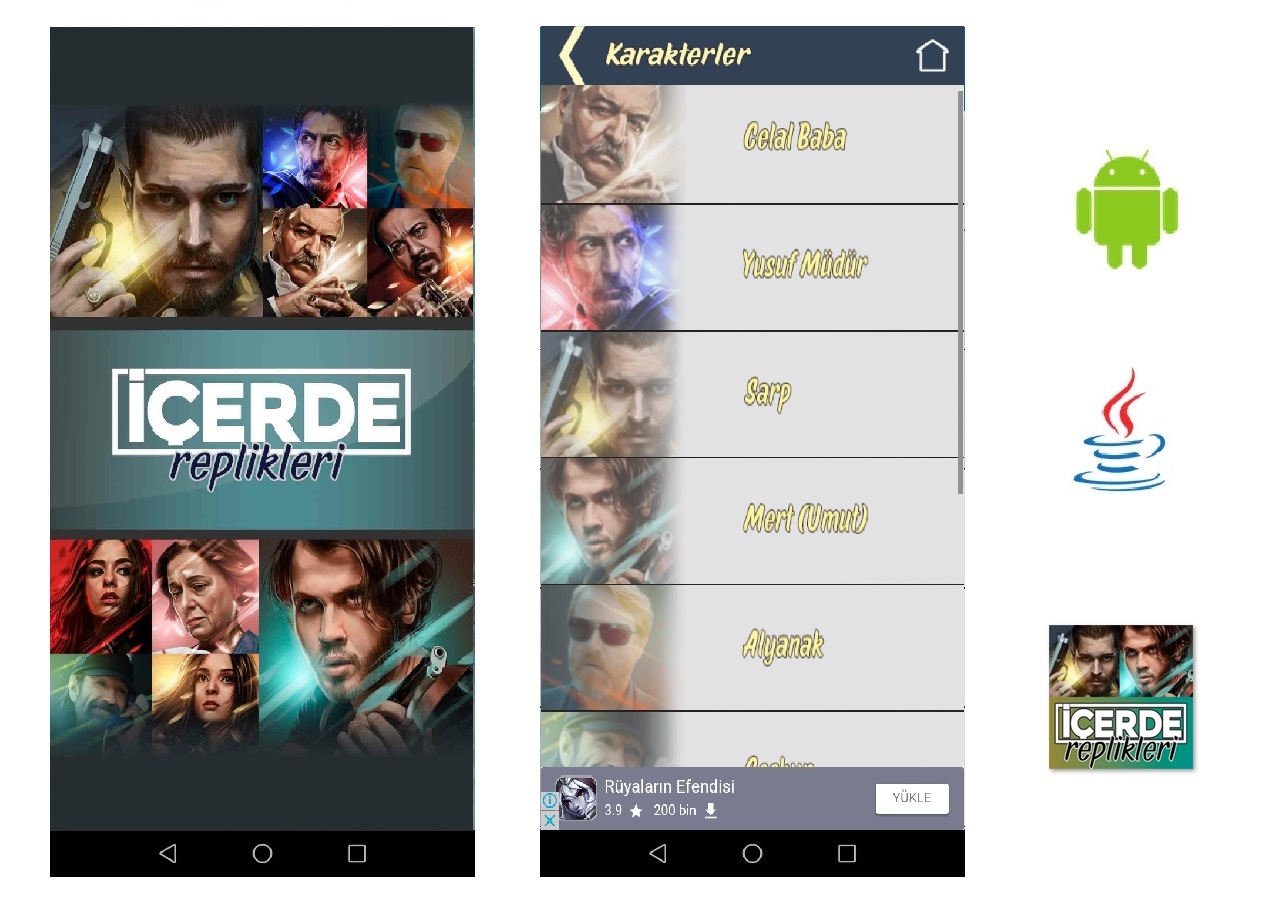 İÇERDE
replikleri
Karakterler
Celal Baba
Yusuf Müdür
Sarp
Mert (Umut)
Alyanak
Rüyaların Efendisi
3.9 200 bin
YÜKLE
İÇERDE
replikleri